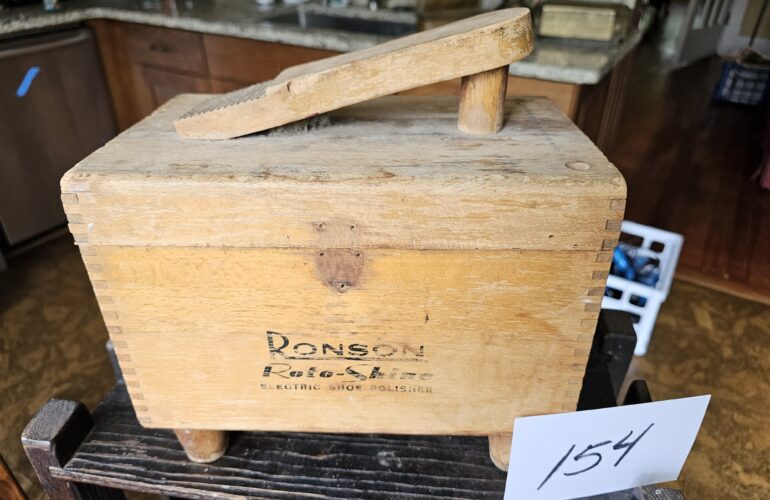 RONSON
Roto-Shine
ELECTRIC SHOE POLISHER
154